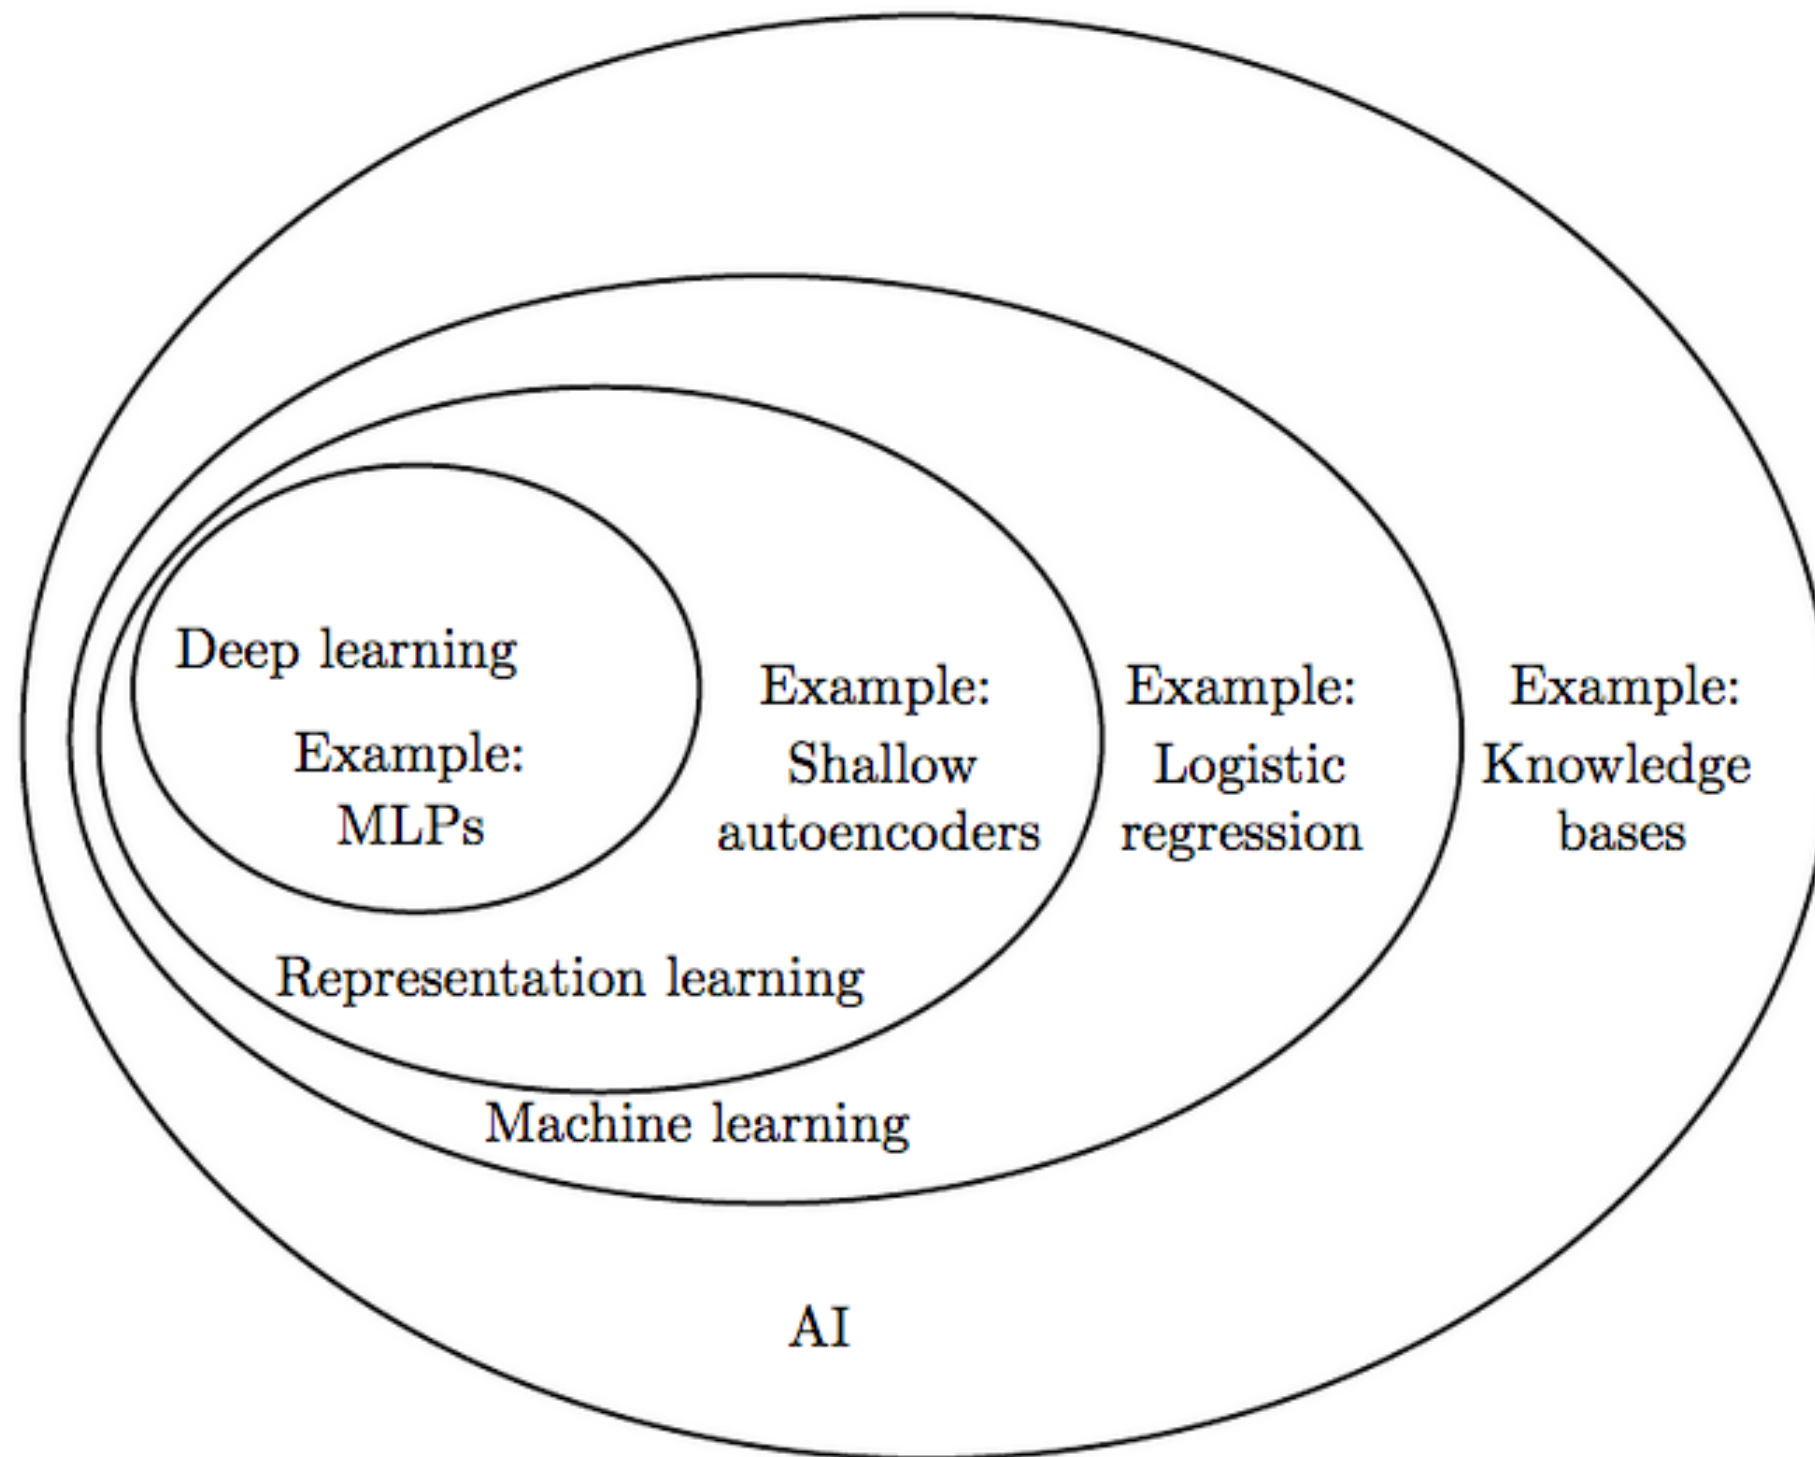 Deep learning
Example:
MLPs
Example:
Shallow
autoencoders
Example:
Logistic
regression
Example:
Knowledge
bases
Representation learning
Machine learning
AI